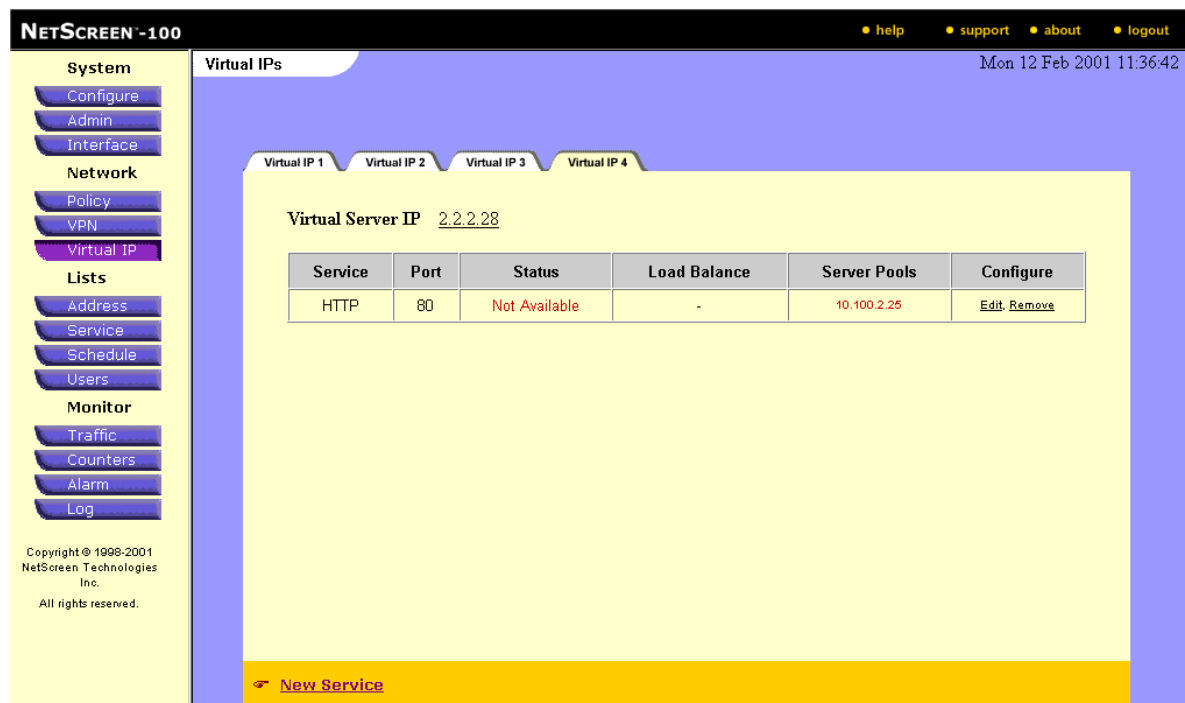 NETSCREEN™-100
help support about logout
System
Configure
Admin
Interface
Network
Policy
VPN
Virtual IP
Lists
Address
Service
Schedule
Users
Monitor
Traffic
Counters
Alarm
Log
Copyright © 1998-2001
NetScreen Technologies
Inc.
All rights reserved.
Virtual IPs
Mon 12 Feb 2001 11:36:42
Virtual IP 1 Virtual IP 2 Virtual IP 3 Virtual IP 4
Virtual Server IP 2.2.2.28
Service Port Status Load Balance Server Pools Configure
HTTP 80 Not Available - 10.100.2.25 Edit, Remove
New Service